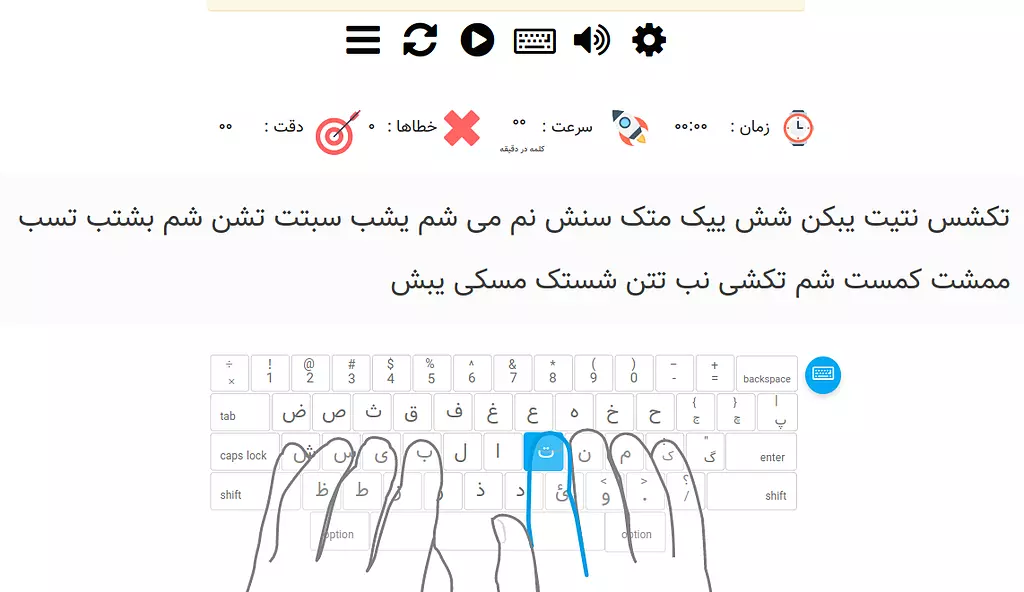 زمان : ۰۰:۰۰ سرعت : ۰۰ خطاها : ۰ دقت : ۰۰
کلمه در دقیقه
تکشس نتیت یبکن شش ییک متک سنش نم می شم یشب سبتت تشن شم بشتب تسب
ممشت کمست شم تکشی نب تتن شستک مسکی یبش
÷ × ! 1 @ 2 # 3 $ 4 % 5 ^ 6 & 7 * 8 ( 9 ) 0 − - + = backspace
tab ض ص ث ق ف غ ع ه خ ح { ج } چ | پ
caps lock ش س ی ب ل ا ت ن م ک " گ enter
shift ظ ط ذ د ئ < و > . ؟ / shift
option option